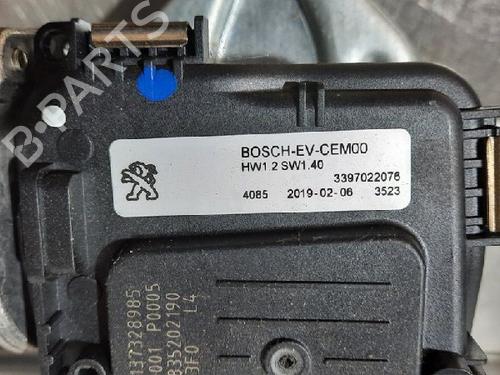 BOSCH-EV-CEM00
HW1.2 SW1.40
3397022076
4085 2019-02-06 3523
137328985
001 P0005
835202190
3F0 L4
B-PARTS